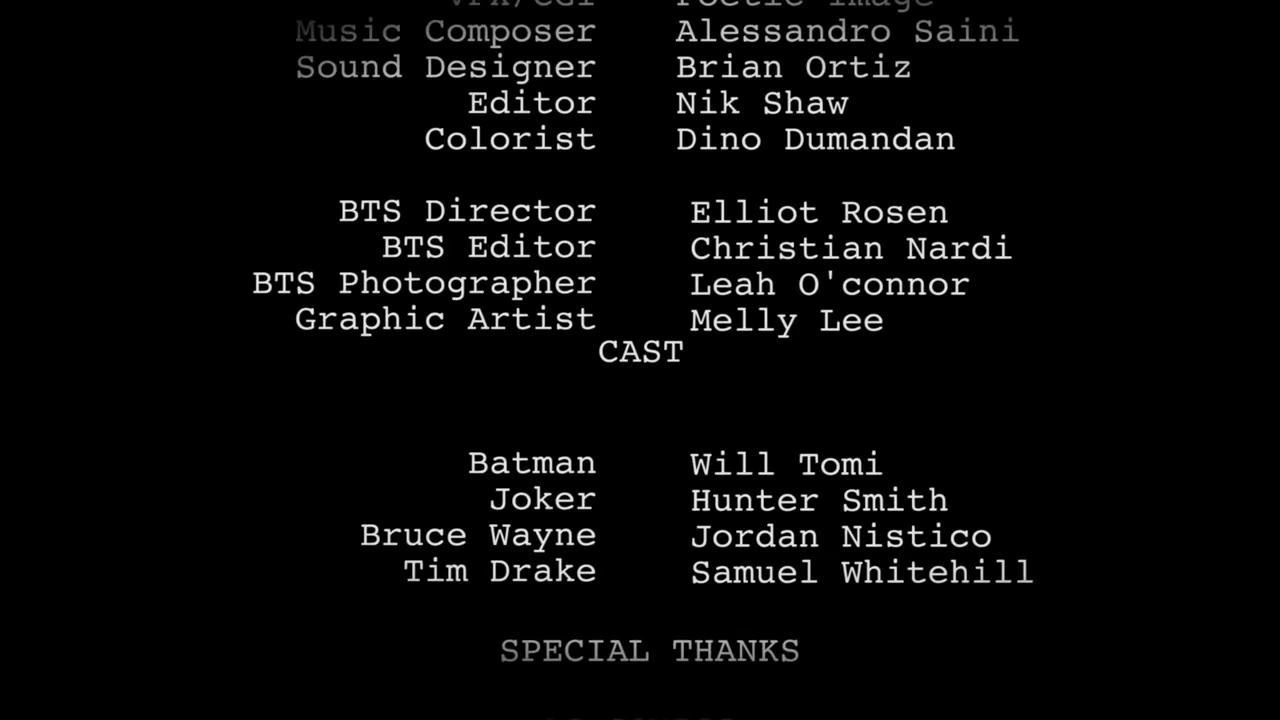 VFX/CGI Poetic Image
Music Composer Alessandro Saini
Sound Designer Brian Ortiz
Editor Nik Shaw
Colorist Dino Dumandan
BTS Director Elliot Rosen
BTS Editor Christian Nardi
BTS Photographer Leah O'connor
Graphic Artist Melly Lee
CAST
Batman Will Tomi
Joker Hunter Smith
Bruce Wayne Jordan Nistico
Tim Drake Samuel Whitehill
SPECIAL THANKS